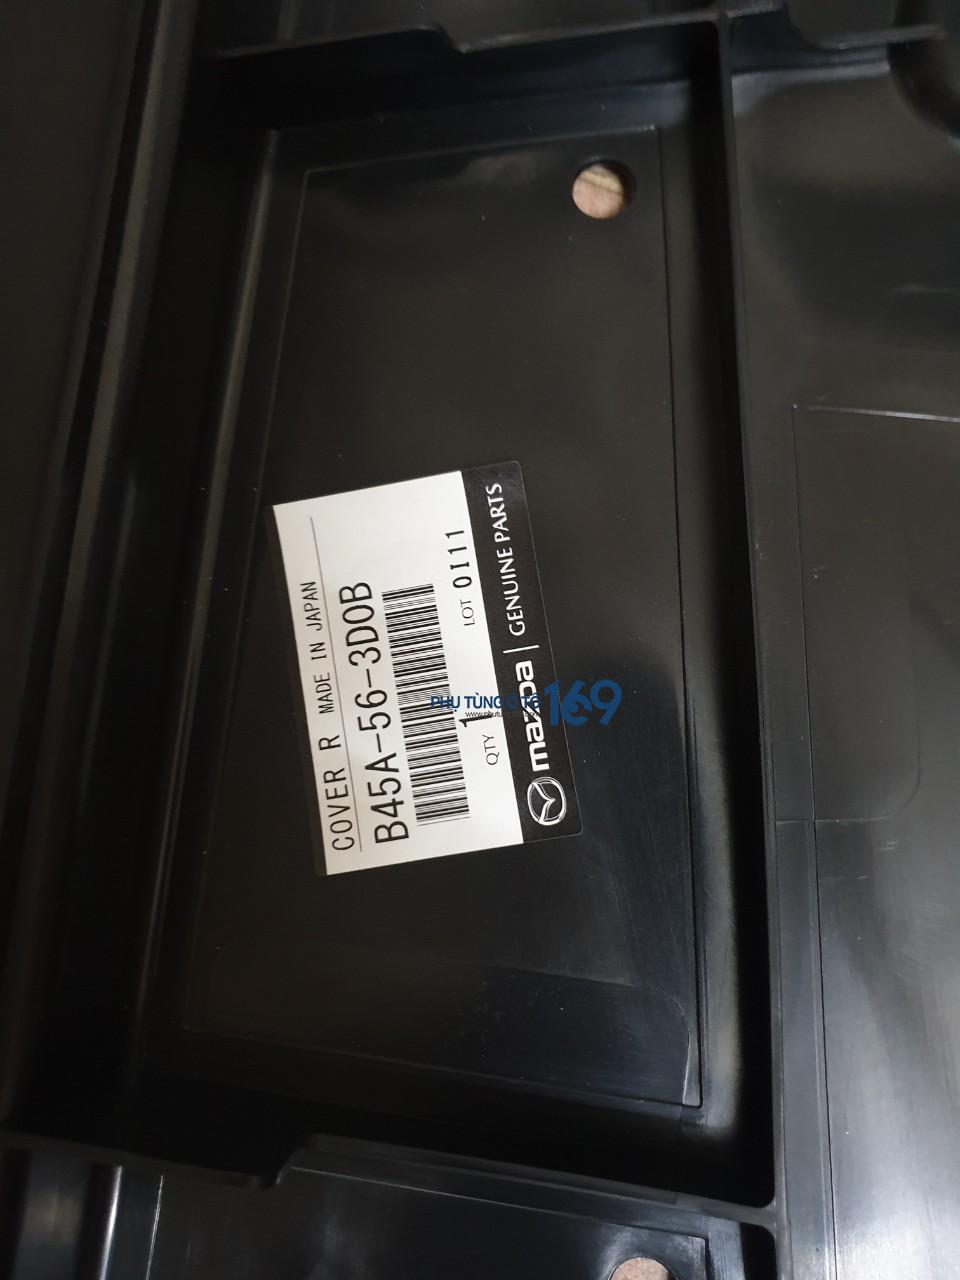 COVER R MADE IN JAPAN
B45A-56-3D0B
QTY 1 LOT 0I11
mazda | GENUINE PARTS
PHỤ TÙNG Ô TÔ 169